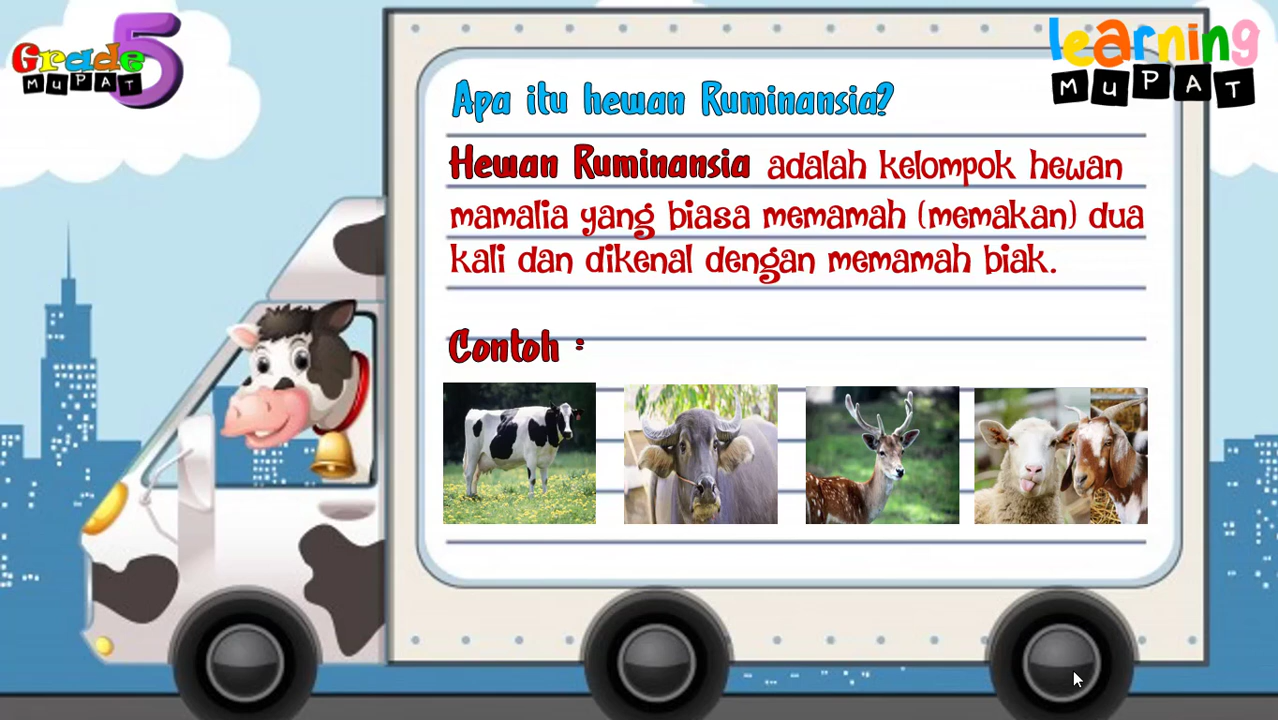 Grade 5
MUPAT
learning
MUPAT
Apa itu hewan Ruminansia?
Hewan Ruminansia adalah kelompok hewan
mamalia yang biasa memamah (memakan) dua
kali dan dikenal dengan memamah biak.
Contoh :